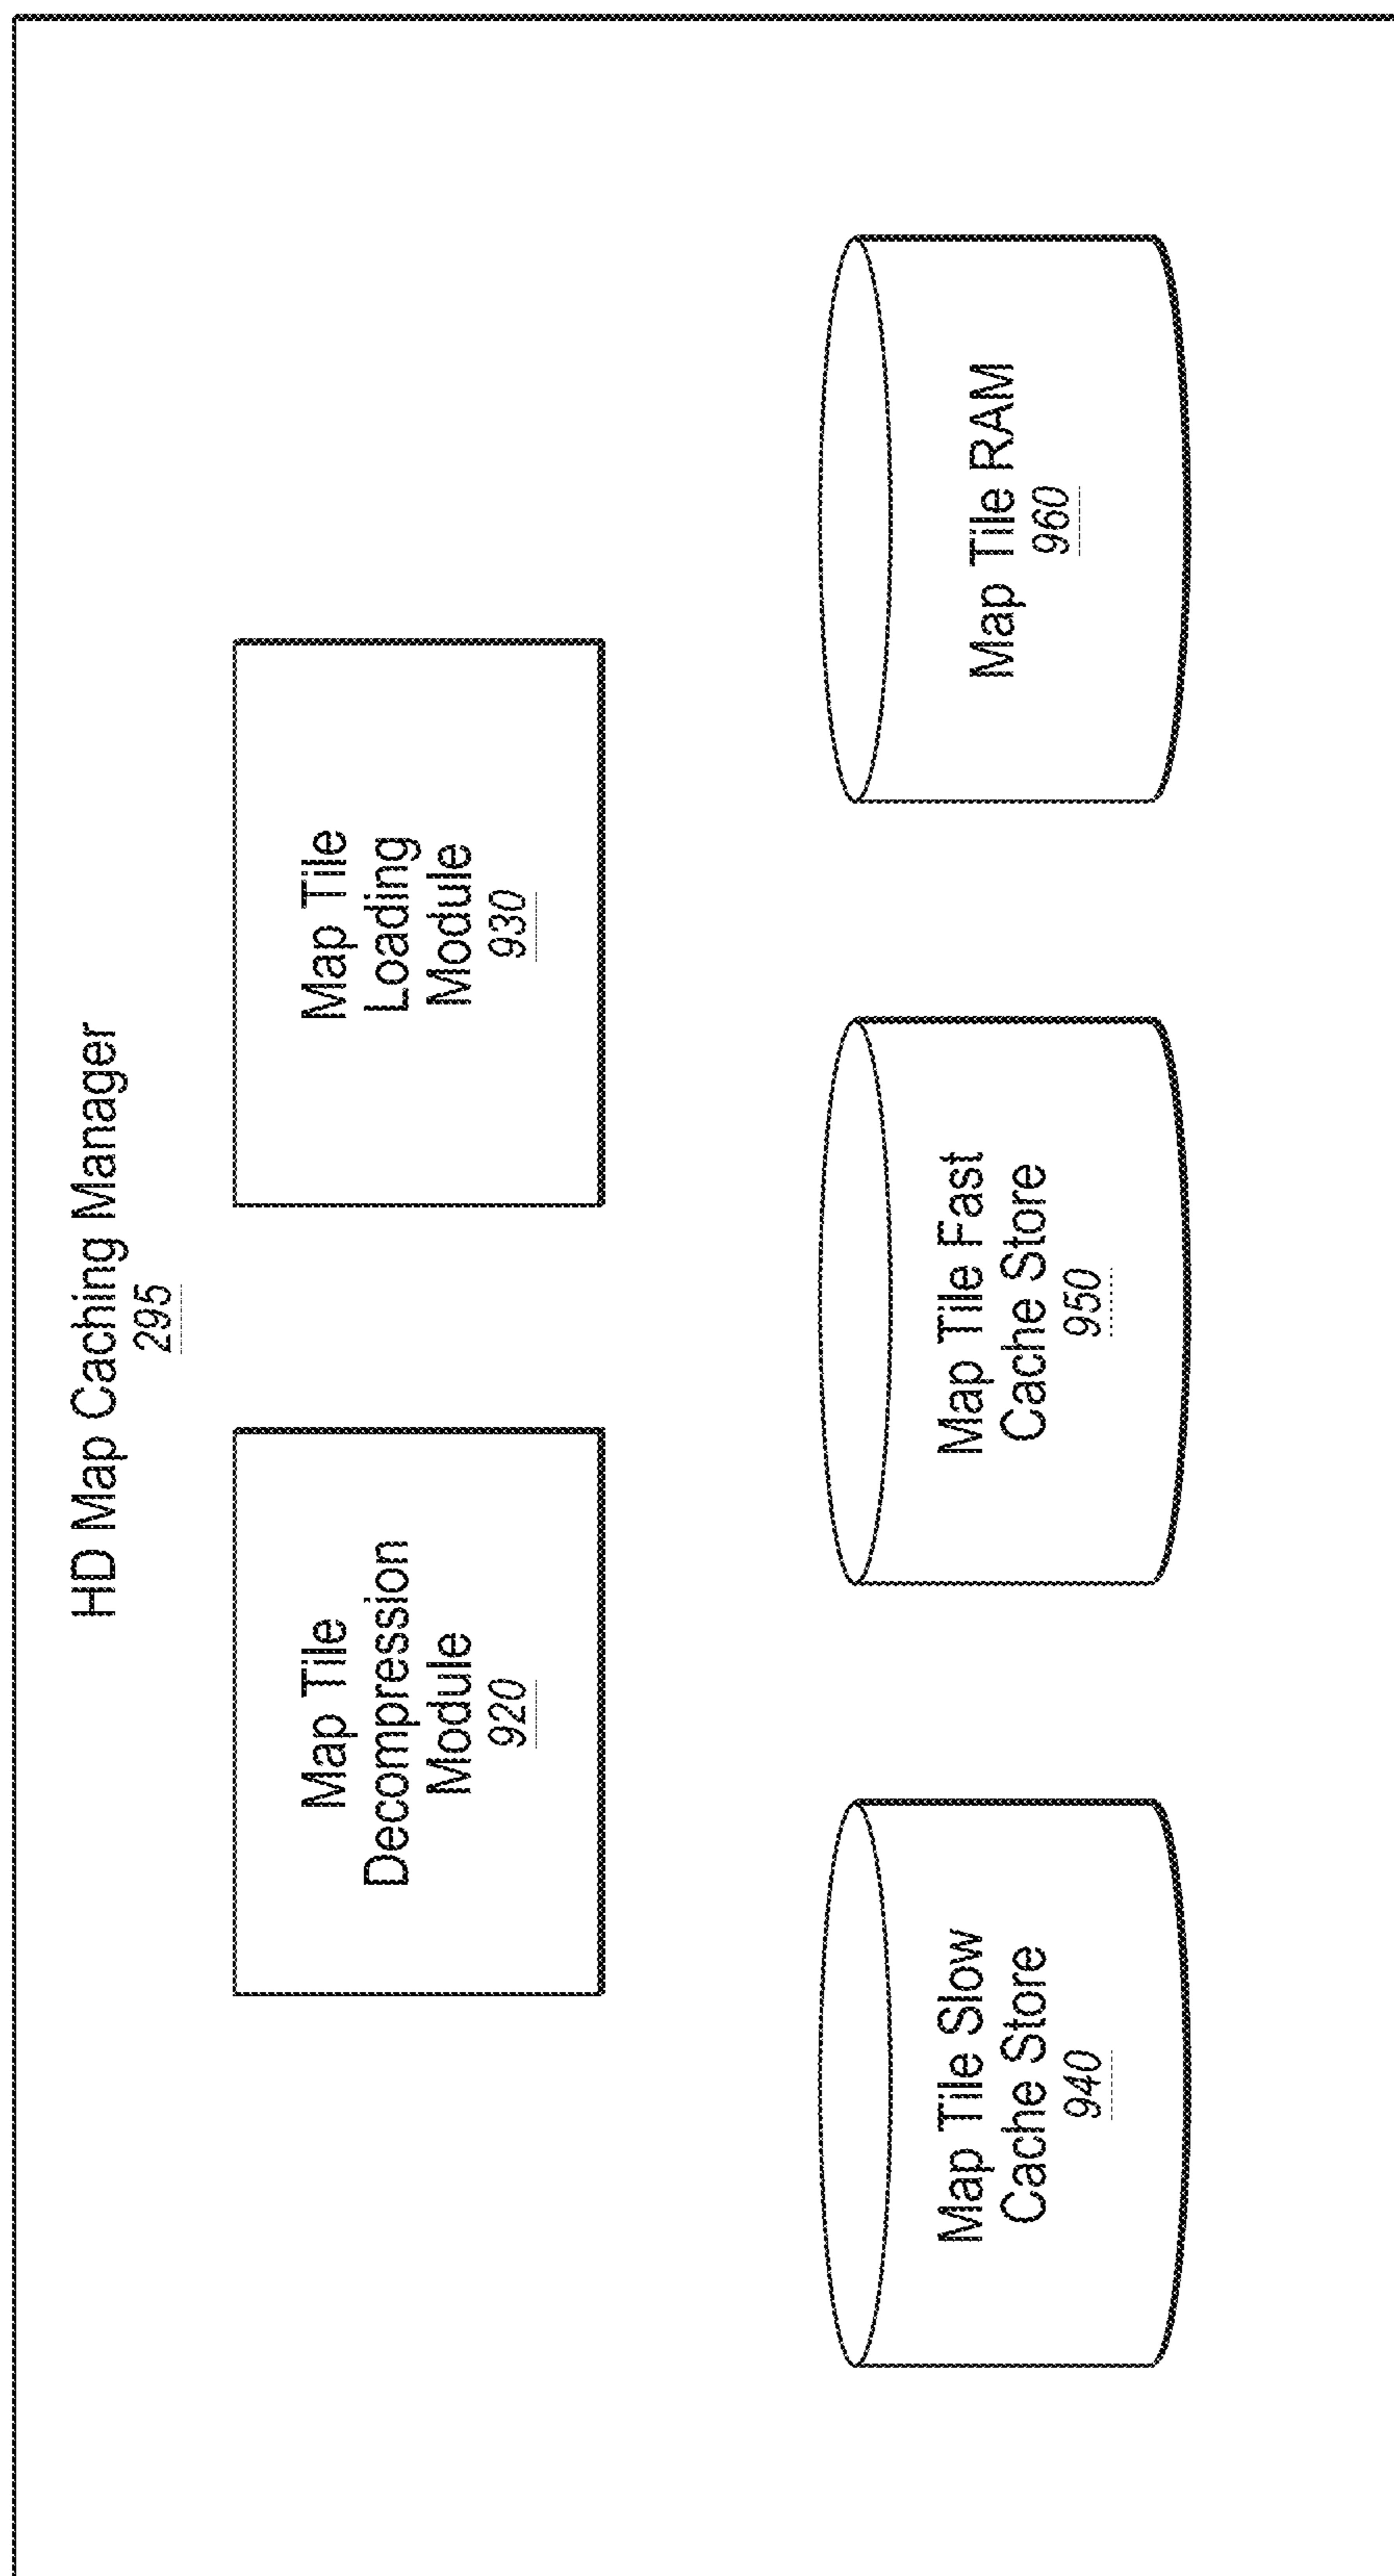 HD Map Caching Manager
295
Map Tile
Decompression
Module
920
Map Tile
Loading
Module
930
Map Tile Slow
Cache Store
940
Map Tile Fast
Cache Store
950
Map Tile RAM
960